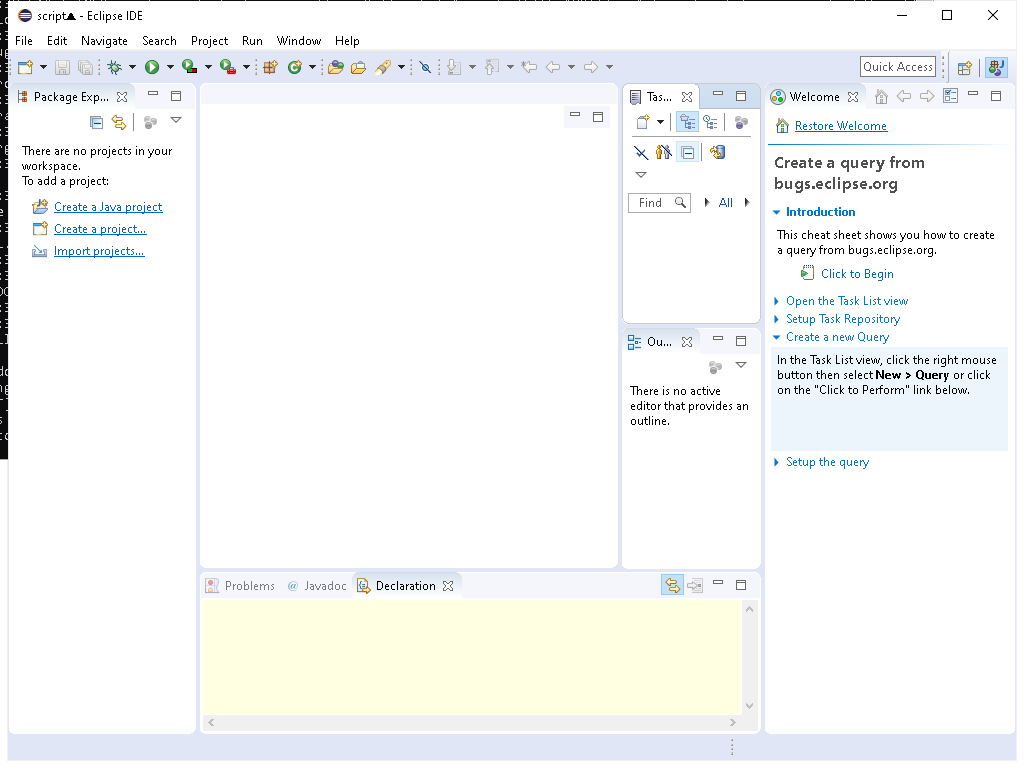 script▲ - Eclipse IDE
File Edit Navigate Search Project Run Window Help
Quick Access
Package Exp...
There are no projects in your
workspace.
To add a project:
Create a Java project
Create a project...
Import projects...
Tas...
Find
All
Ou...
There is no active
editor that provides an
outline.
Welcome
Restore Welcome
Create a query from
bugs.eclipse.org
Introduction
This cheat sheet shows you how to create
a query from bugs.eclipse.org.
Click to Begin
Open the Task List view
Setup Task Repository
Create a new Query
In the Task List view, click the right mouse
button then select New > Query or click
on the "Click to Perform" link below.
Setup the query
Problems @ Javadoc Declaration